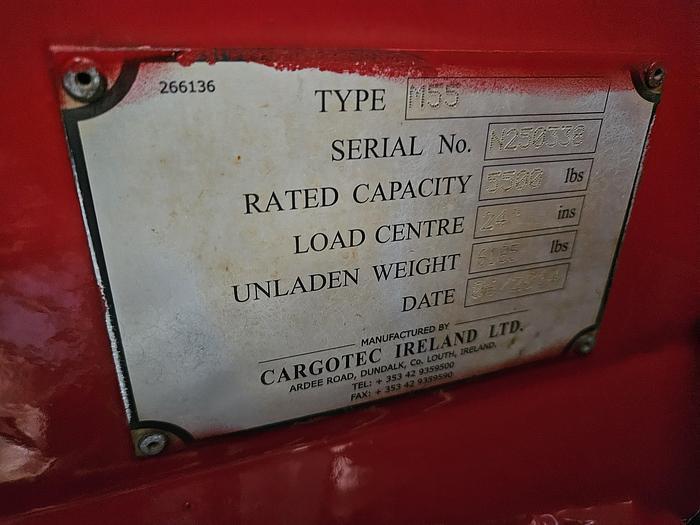 266136
TYPE M55
SERIAL No. N250338
RATED CAPACITY 5500 lbs
LOAD CENTRE 24 ins
UNLADEN WEIGHT lbs
DATE
MANUFACTURED BY
CARGOTEC IRELAND LTD.
ARDEE ROAD, DUNDALK, Co. LOUTH, IRELAND.
TEL: + 353 42 9359500
FAX: + 353 42 9359590